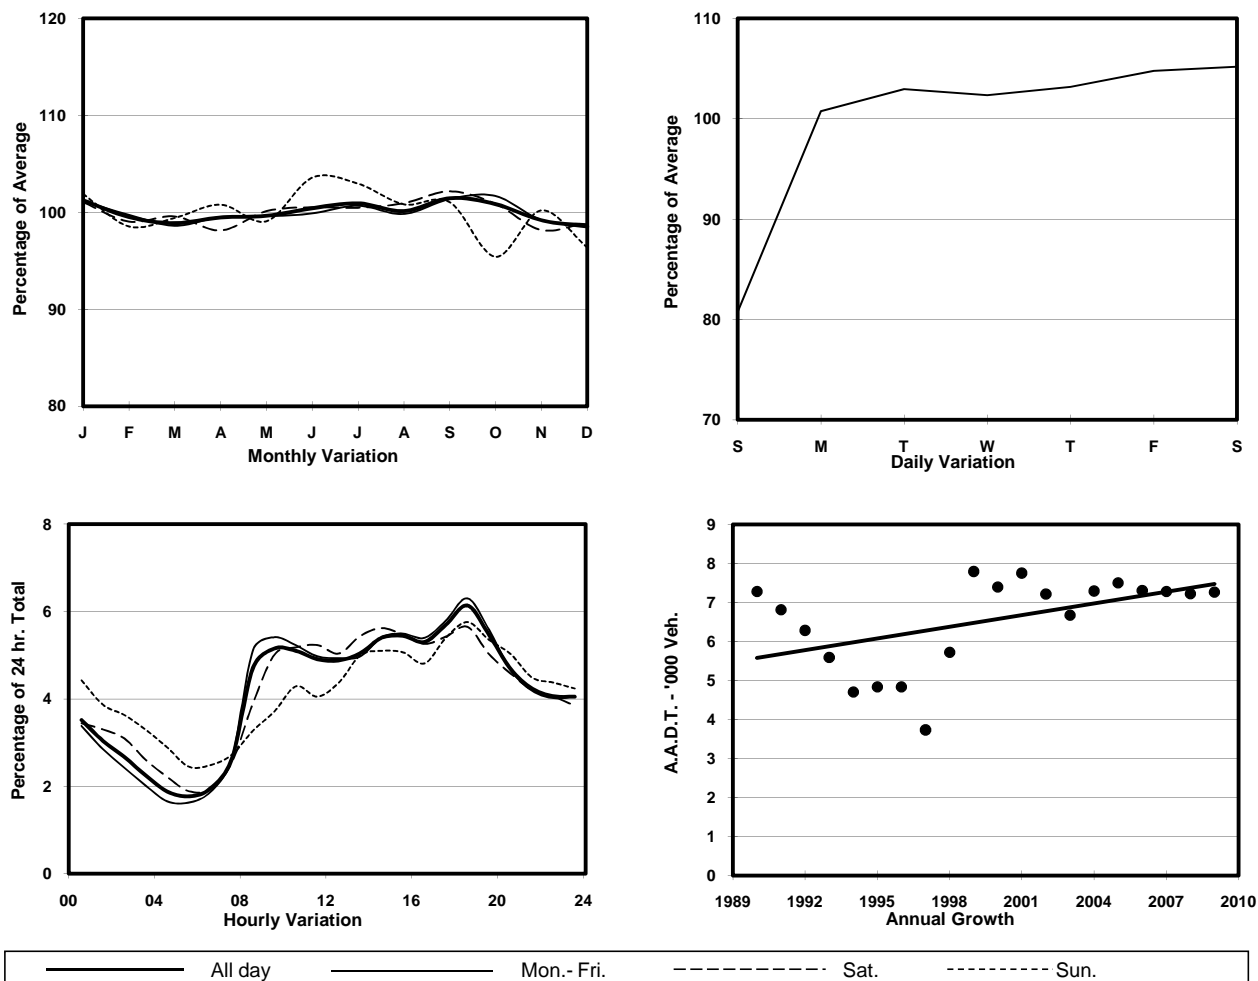 120
110
100
90
80
Percentage of Average
J F M A M J J A S O N D
Monthly Variation
110
100
90
80
70
Percentage of Average
S M T W T F S
Daily Variation
8
6
4
2
0
Percentage of 24 hr. Total
00 04 08 12 16 20 24
Hourly Variation
9
8
7
6
5
4
3
2
1
0
A.A.D.T. - '000 Veh.
1989 1992 1995 1998 2001 2004 2007 2010
Annual Growth
All day Mon.- Fri. Sat. Sun.